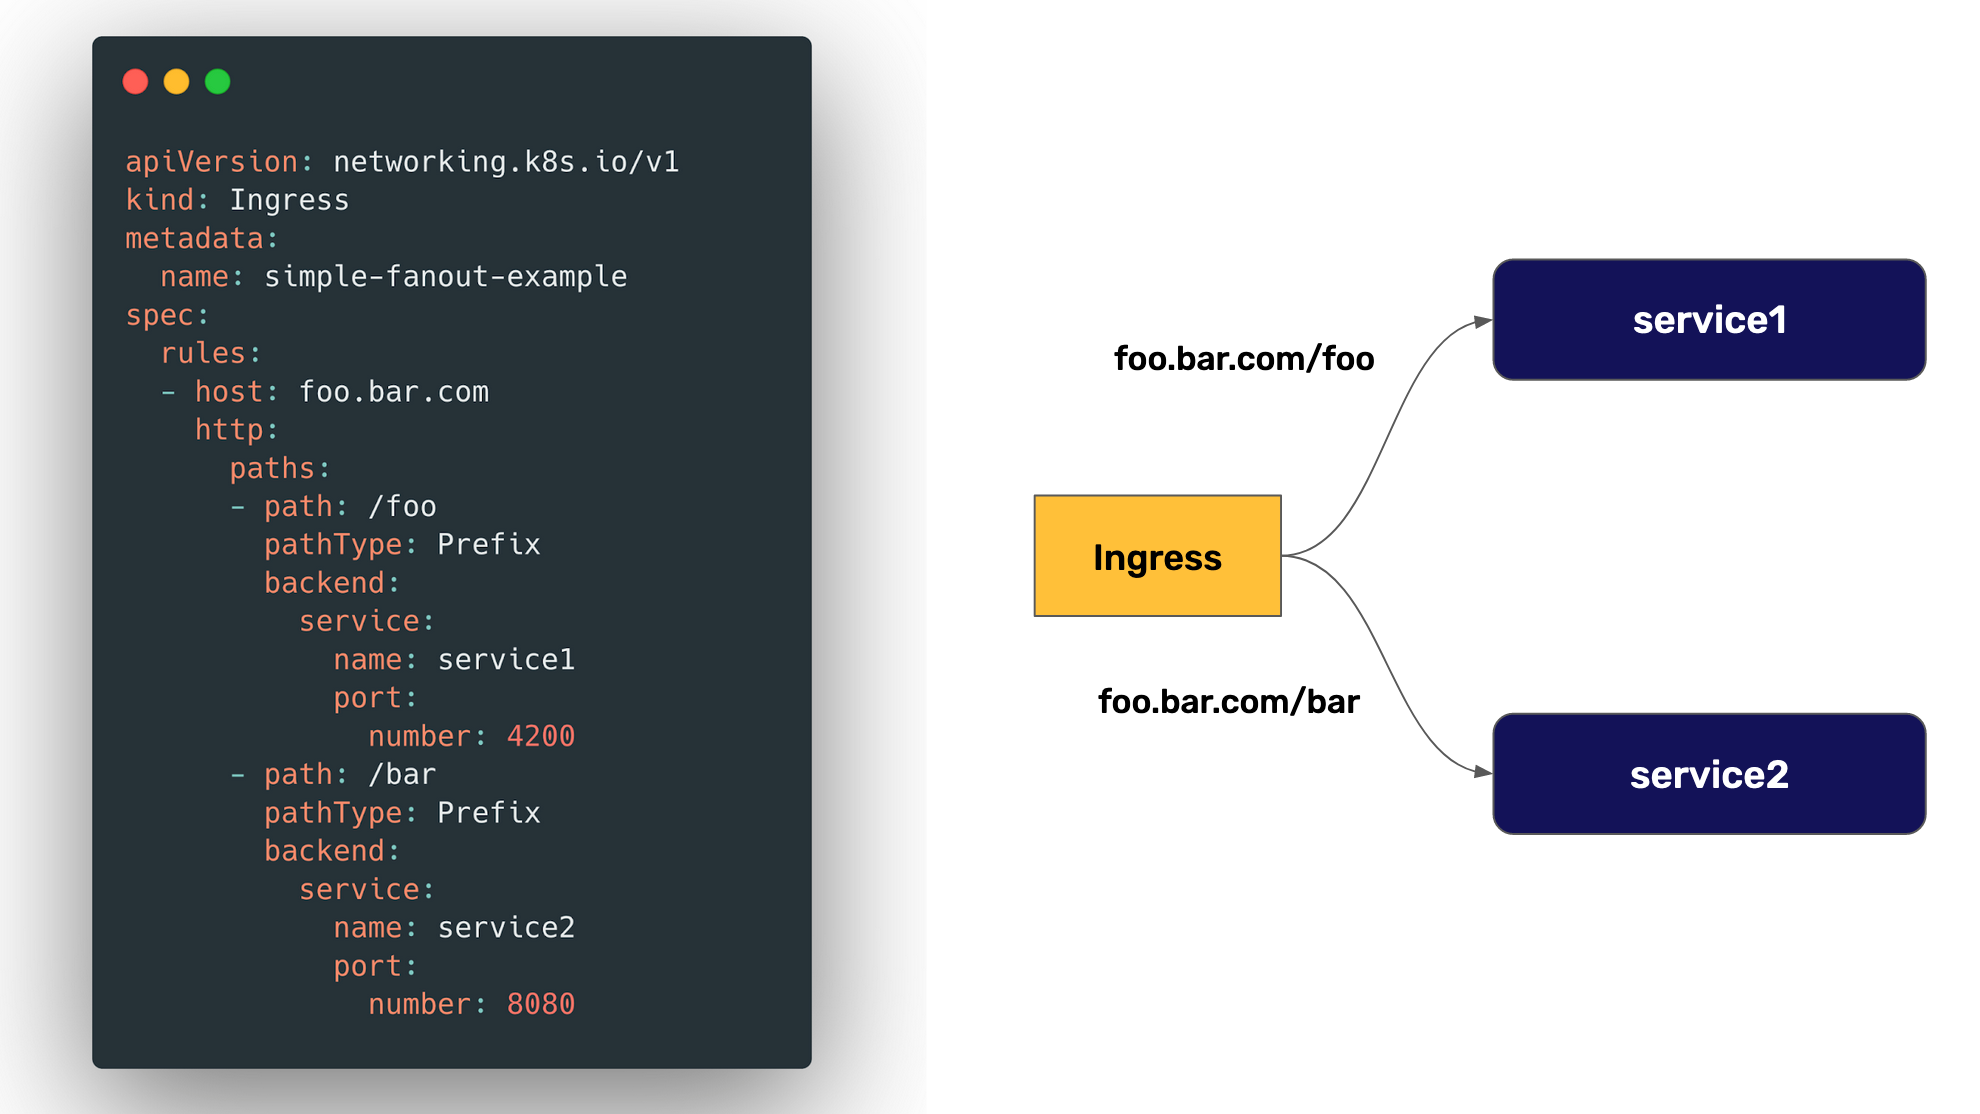 apiVersion: networking.k8s.io/v1
kind: Ingress
metadata:
  name: simple-fanout-example
spec:
  rules:
  - host: foo.bar.com
    http:
      paths:
      - path: /foo
        pathType: Prefix
        backend:
          service:
            name: service1
            port:
              number: 4200
      - path: /bar
        pathType: Prefix
        backend:
          service:
            name: service2
            port:
              number: 8080
service1
foo.bar.com/foo
Ingress
foo.bar.com/bar
service2